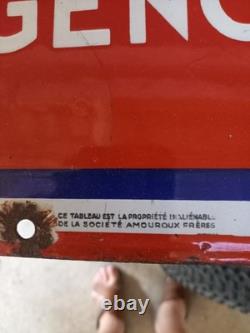 GENC
CE TABLEAU EST LA PROPRIÉTÉ INALIÉNABLE
DE LA SOCIÉTÉ AMOUROUX FRÈRES